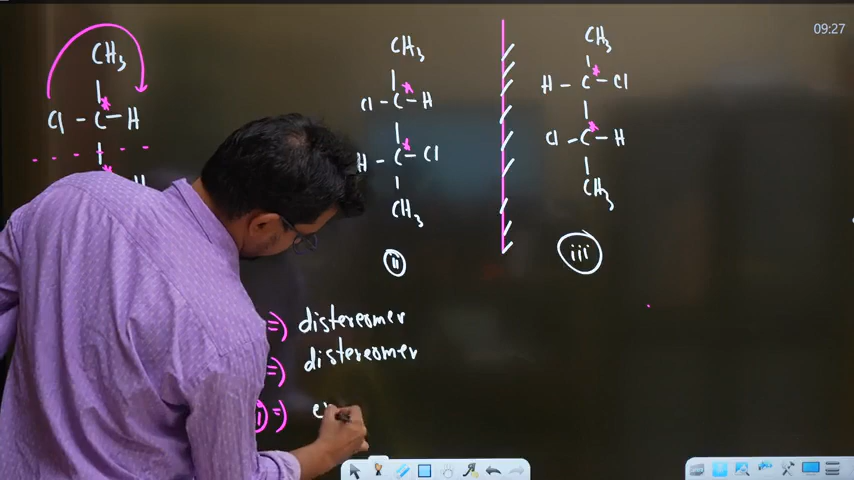 09:27
CH3
Cl - C - H
H
CH3
Cl - C - H
H - C - Cl
CH3
ii
CH3
H - C - Cl
Cl - C - H
CH3
iii
=) distereomer
=) distereomer
=)